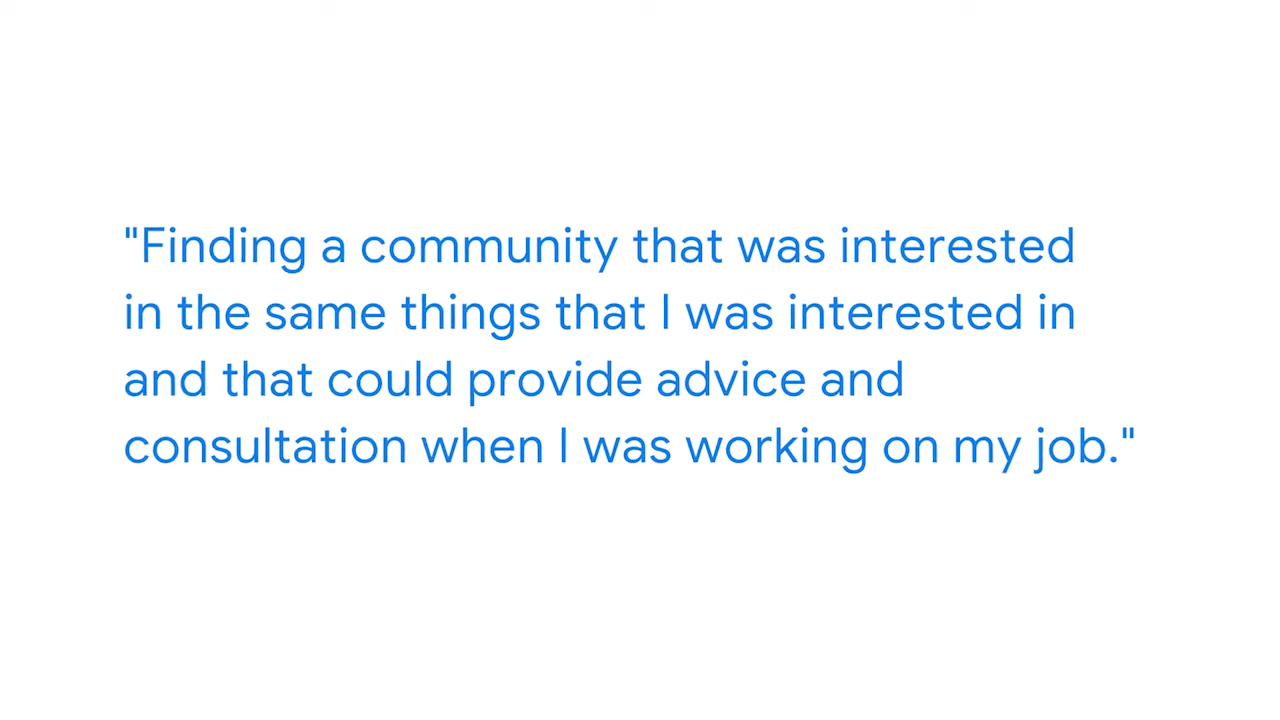 "Finding a community that was interested
in the same things that I was interested in
and that could provide advice and
consultation when I was working on my job."